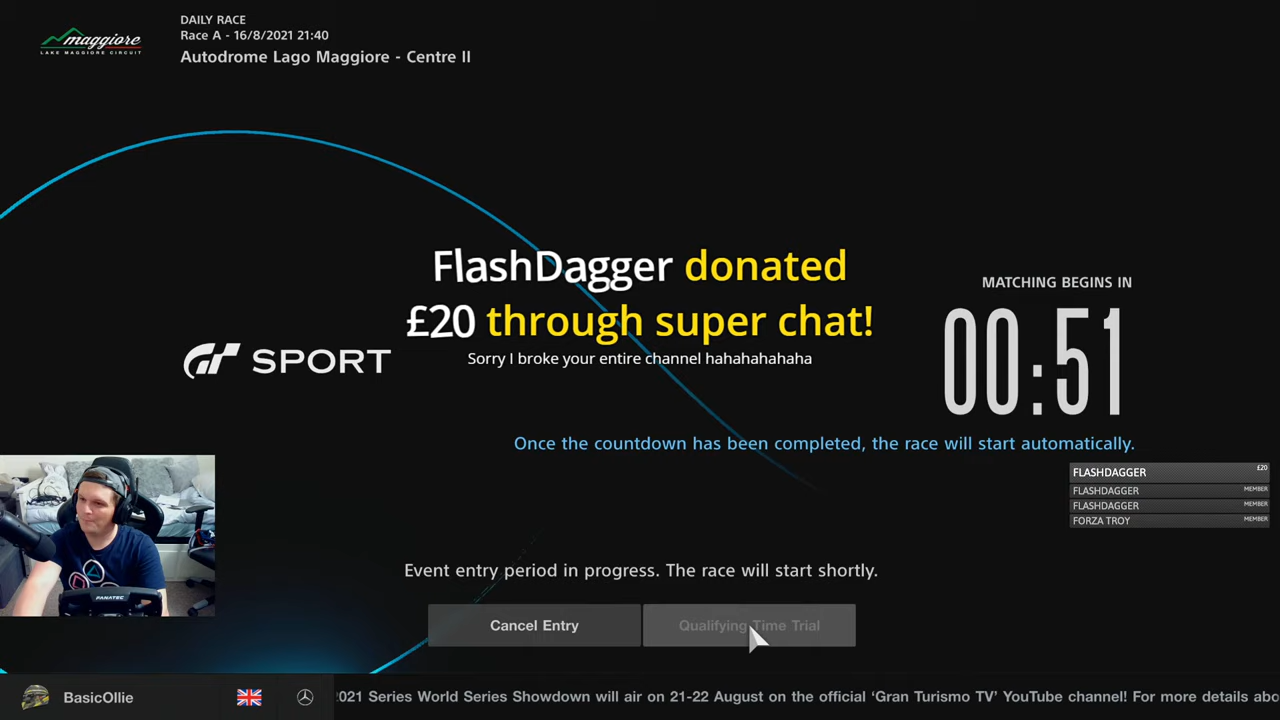 maggiore
LAKE MAGGIORE CIRCUIT
DAILY RACE
Race A - 16/8/2021 21:40
Autodrome Lago Maggiore - Centre II
FlashDagger donated
£20 through super chat!
Sorry I broke your entire channel hahahahahaha
GT SPORT
MATCHING BEGINS IN
00:51
Once the countdown has been completed, the race will start automatically.
FLASHDAGGER £20
FLASHDAGGER MEMBER
FLASHDAGGER MEMBER
FORZA TROY MEMBER
FANATEC
Event entry period in progress. The race will start shortly.
Cancel Entry
Qualifying Time Trial
BasicOllie
2021 Series World Series Showdown will air on 21-22 August on the official ‘Gran Turismo TV’ YouTube channel! For more details abo